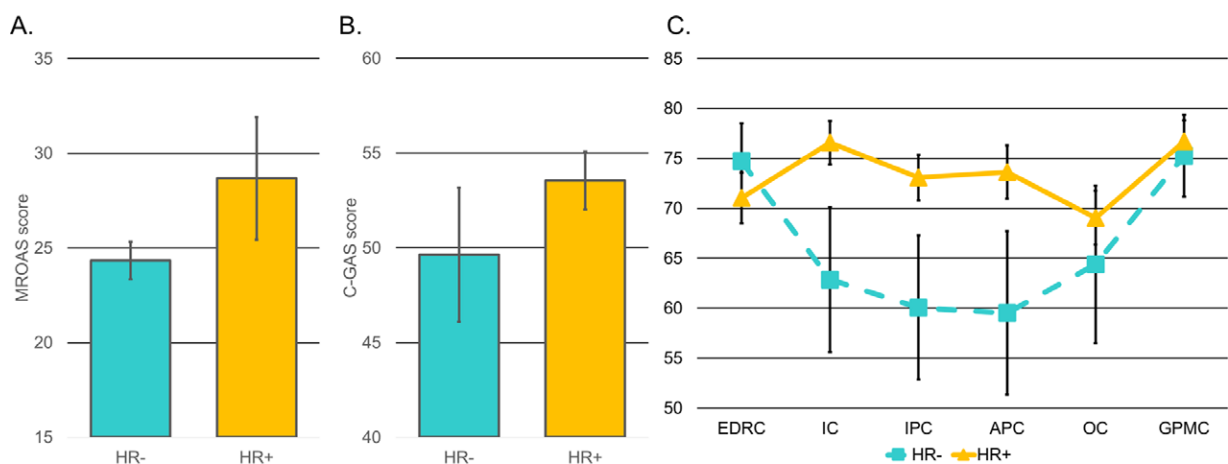 A.
MROAS score
35
30
25
20
15
HR-
HR+
B.
C-GAS score
60
55
50
45
40
HR-
HR+
C.
85
80
75
70
65
60
55
50
EDRC IC IPC APC OC GPMC
HR- HR+